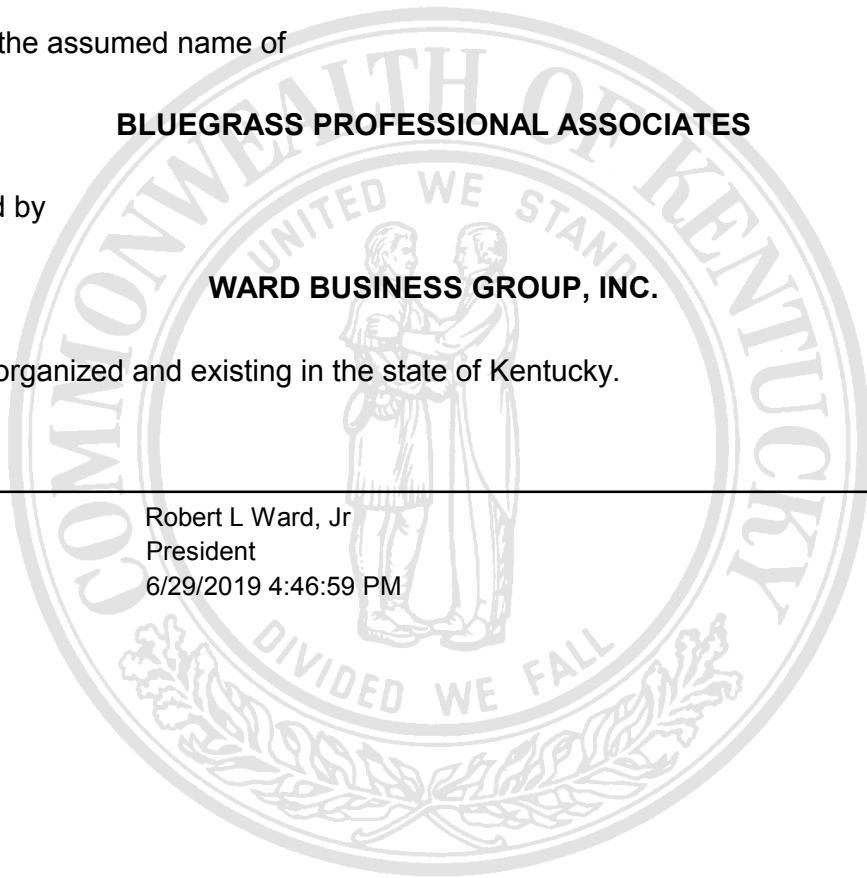 the assumed name of
BLUEGRASS PROFESSIONAL ASSOCIATES
d by
WARD BUSINESS GROUP, INC.
organized and existing in the state of Kentucky.
Robert L Ward, Jr
President
6/29/2019 4:46:59 PM
COMMONWEALTH OF KENTUCKY
UNITED WE STAND
DIVIDED WE FALL